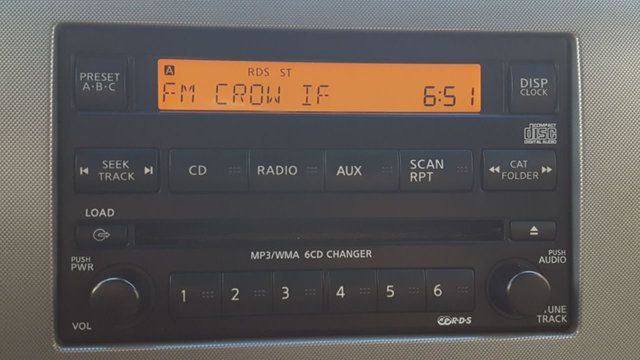 PRESET
A·B·C
A
RDS ST
FM CROW IF 6:51
DISP
CLOCK
COMPACT
disc
DIGITAL AUDIO
SEEK
TRACK
CD
RADIO
AUX
SCAN
RPT
CAT
FOLDER
LOAD
MP3/WMA 6CD CHANGER
PUSH
PWR
VOL
1 2 3 4 5 6
R·D·S
PUSH
AUDIO
TUNE
TRACK